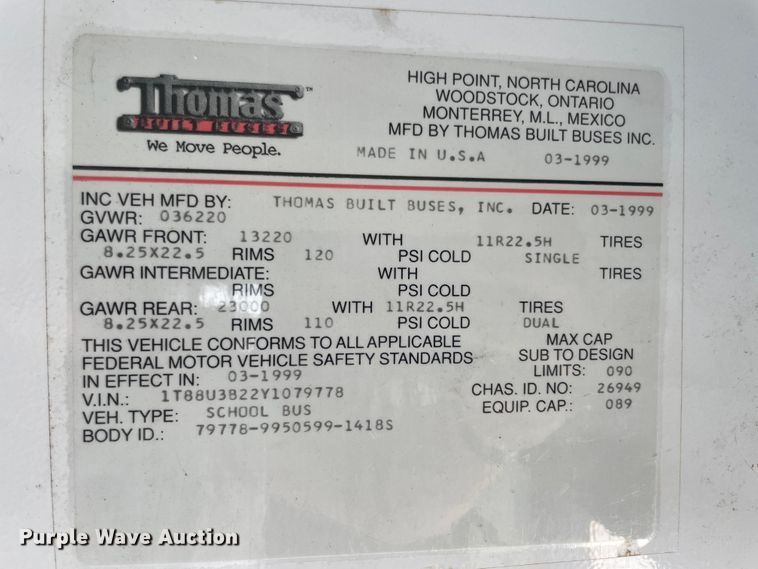 Thomas™
BUILT BUSES
We Move People.
HIGH POINT, NORTH CAROLINA
WOODSTOCK, ONTARIO
MONTERREY, M.L., MEXICO
MFD BY THOMAS BUILT BUSES INC.
MADE IN U.S.A 03-1999
INC VEH MFD BY: THOMAS BUILT BUSES, INC. DATE: 03-1999
GVWR: 036220
GAWR FRONT: 13220 WITH 11R22.5H TIRES
8.25X22.5 RIMS 120 PSI COLD SINGLE
GAWR INTERMEDIATE: WITH TIRES
RIMS PSI COLD
GAWR REAR: 23000 WITH 11R22.5H TIRES
8.25X22.5 RIMS 110 PSI COLD DUAL
THIS VEHICLE CONFORMS TO ALL APPLICABLE
FEDERAL MOTOR VEHICLE SAFETY STANDARDS
IN EFFECT IN: 03-1999
V.I.N.: 1T88U3B22Y1079778
VEH. TYPE: SCHOOL BUS
BODY ID.: 79778-9950599-1418S
MAX CAP
SUB TO DESIGN
LIMITS: 090
CHAS. ID. NO: 26949
EQUIP. CAP.: 089
Purple Wave Auction